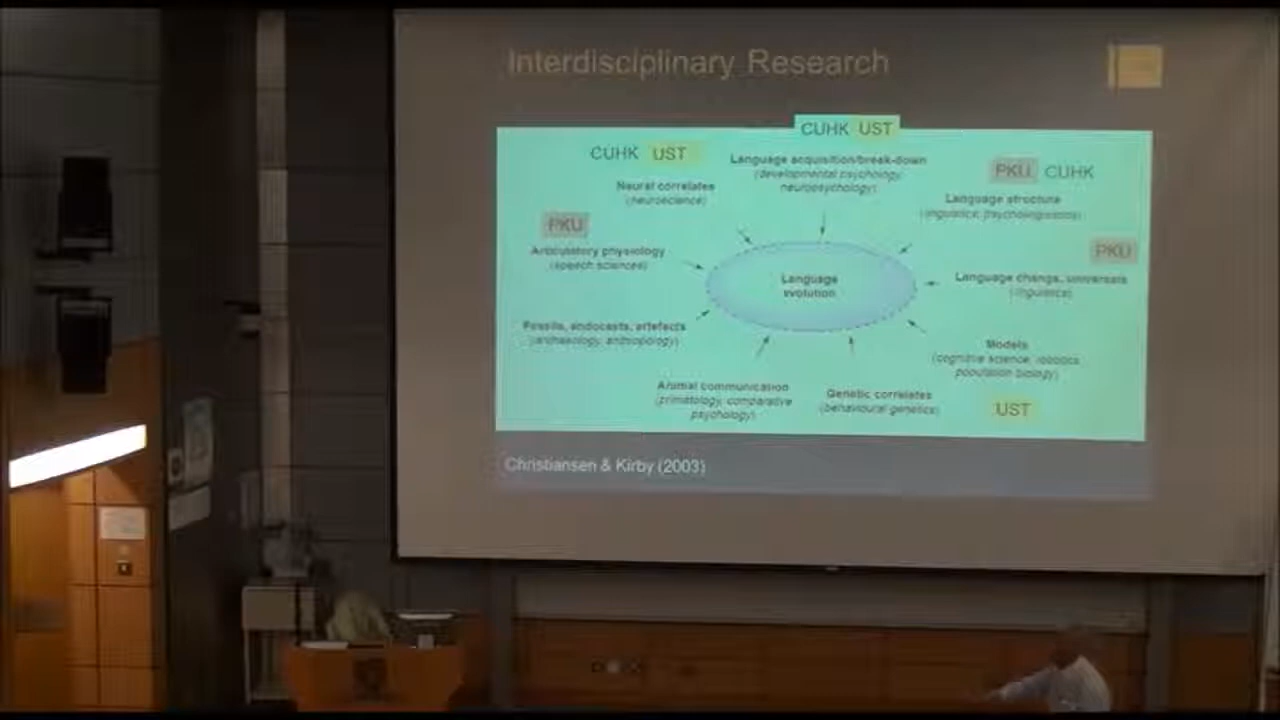 Interdisciplinary Research
CUHK UST
CUHK UST
Language acquisition/break-down
(developmental psychology,
neuropsychology)
PKU CUHK
Neural correlates
(neuroscience)
Language structure
(linguistics, psycholinguistics)
PKU
Articulatory physiology
(speech sciences)
PKU
Language change, universals
(linguistics)
Language
evolution
Fossils, endocasts, artefacts
(archaeology, anthropology)
Models
(cognitive science, robotics,
population biology)
Animal communication
(primatology, comparative
psychology)
Genetic correlates
(behavioural genetics)
UST
Christiansen & Kirby (2003)